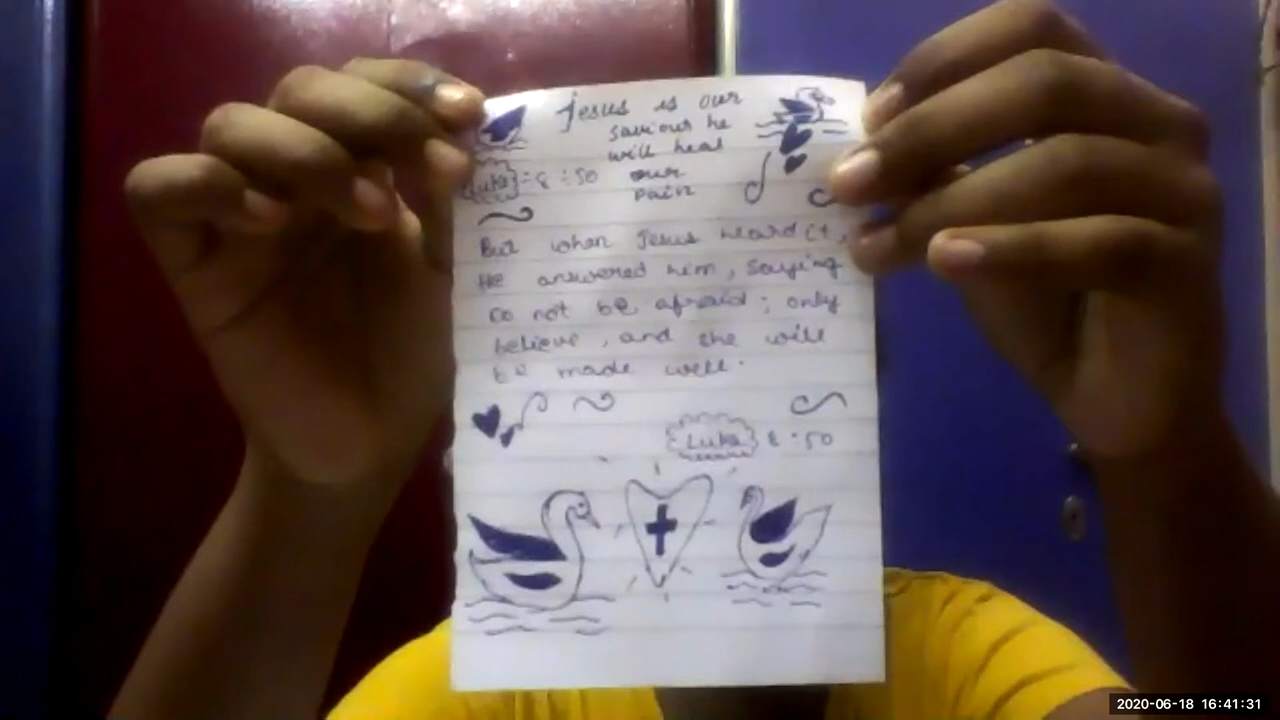 Jesus is our
saviour he
will heal
our
pain
Luke :- 8 : 50
But when Jesus heard it,
He answered him, saying
Do not be afraid ; only
believe, and she will
be made well.
Luke 8 : 50
2020-06-18 16:41:31